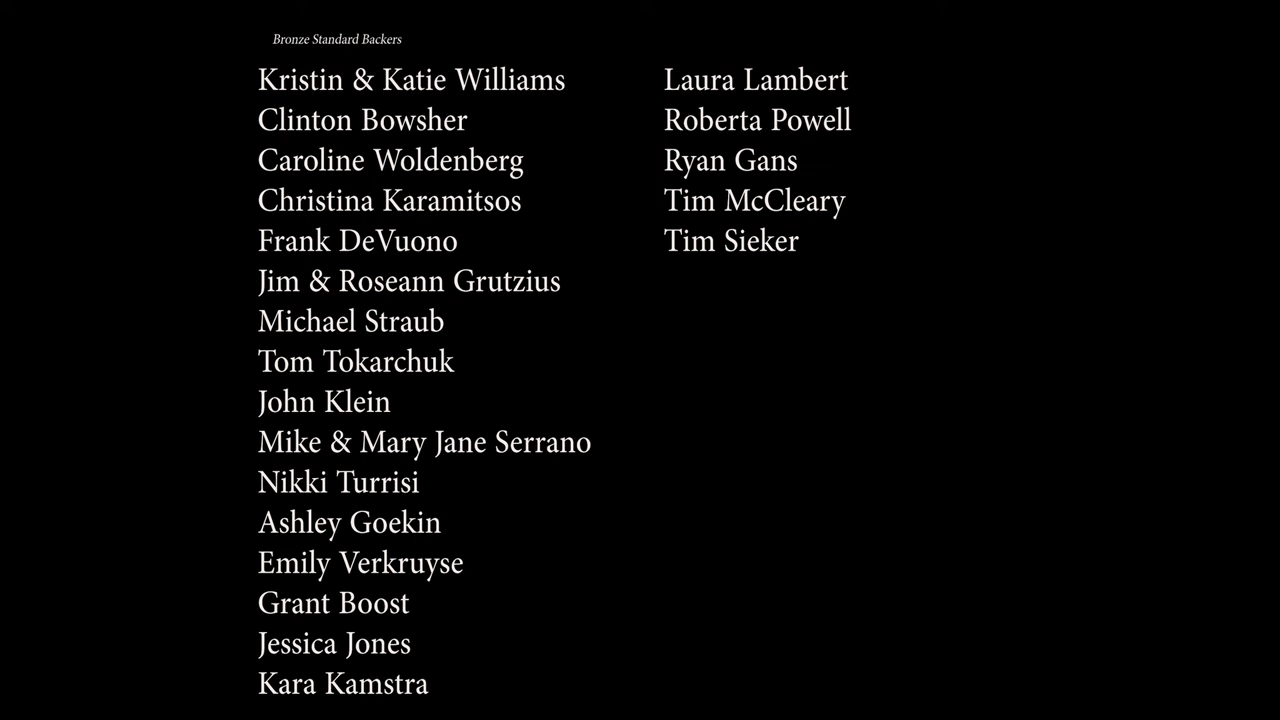 Bronze Standard Backers
Kristin & Katie Williams
Clinton Bowsher
Caroline Woldenberg
Christina Karamitsos
Frank DeVuono
Jim & Roseann Grutzius
Michael Straub
Tom Tokarchuk
John Klein
Mike & Mary Jane Serrano
Nikki Turrisi
Ashley Goekin
Emily Verkruyse
Grant Boost
Jessica Jones
Kara Kamstra
Laura Lambert
Roberta Powell
Ryan Gans
Tim McCleary
Tim Sieker